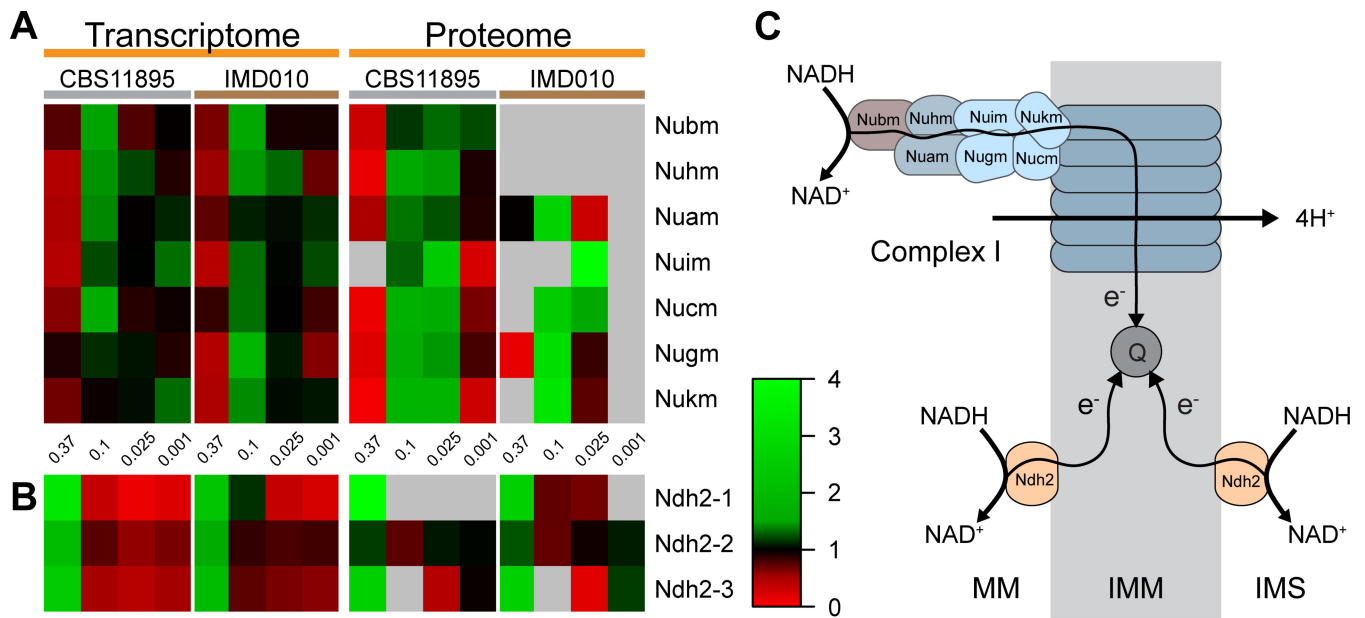 A
Transcriptome
Proteome
CBS11895
IMD010
CBS11895
IMD010
Nubm
Nuhm
Nuam
Nuim
Nucm
Nugm
Nukm
0.37
0.1
0.025
0.001
0.37
0.1
0.025
0.001
0.37
0.1
0.025
0.001
0.37
0.1
0.025
0.001
B
Ndh2-1
Ndh2-2
Ndh2-3
4
3
2
1
0
C
NADH
Nubm
Nuhm
Nuim
Nukm
Nuam
Nugm
Nucm
NAD⁺
4H⁺
Complex I
e⁻
Q
e⁻
e⁻
NADH
NADH
Ndh2
Ndh2
NAD⁺
NAD⁺
MM
IMM
IMS